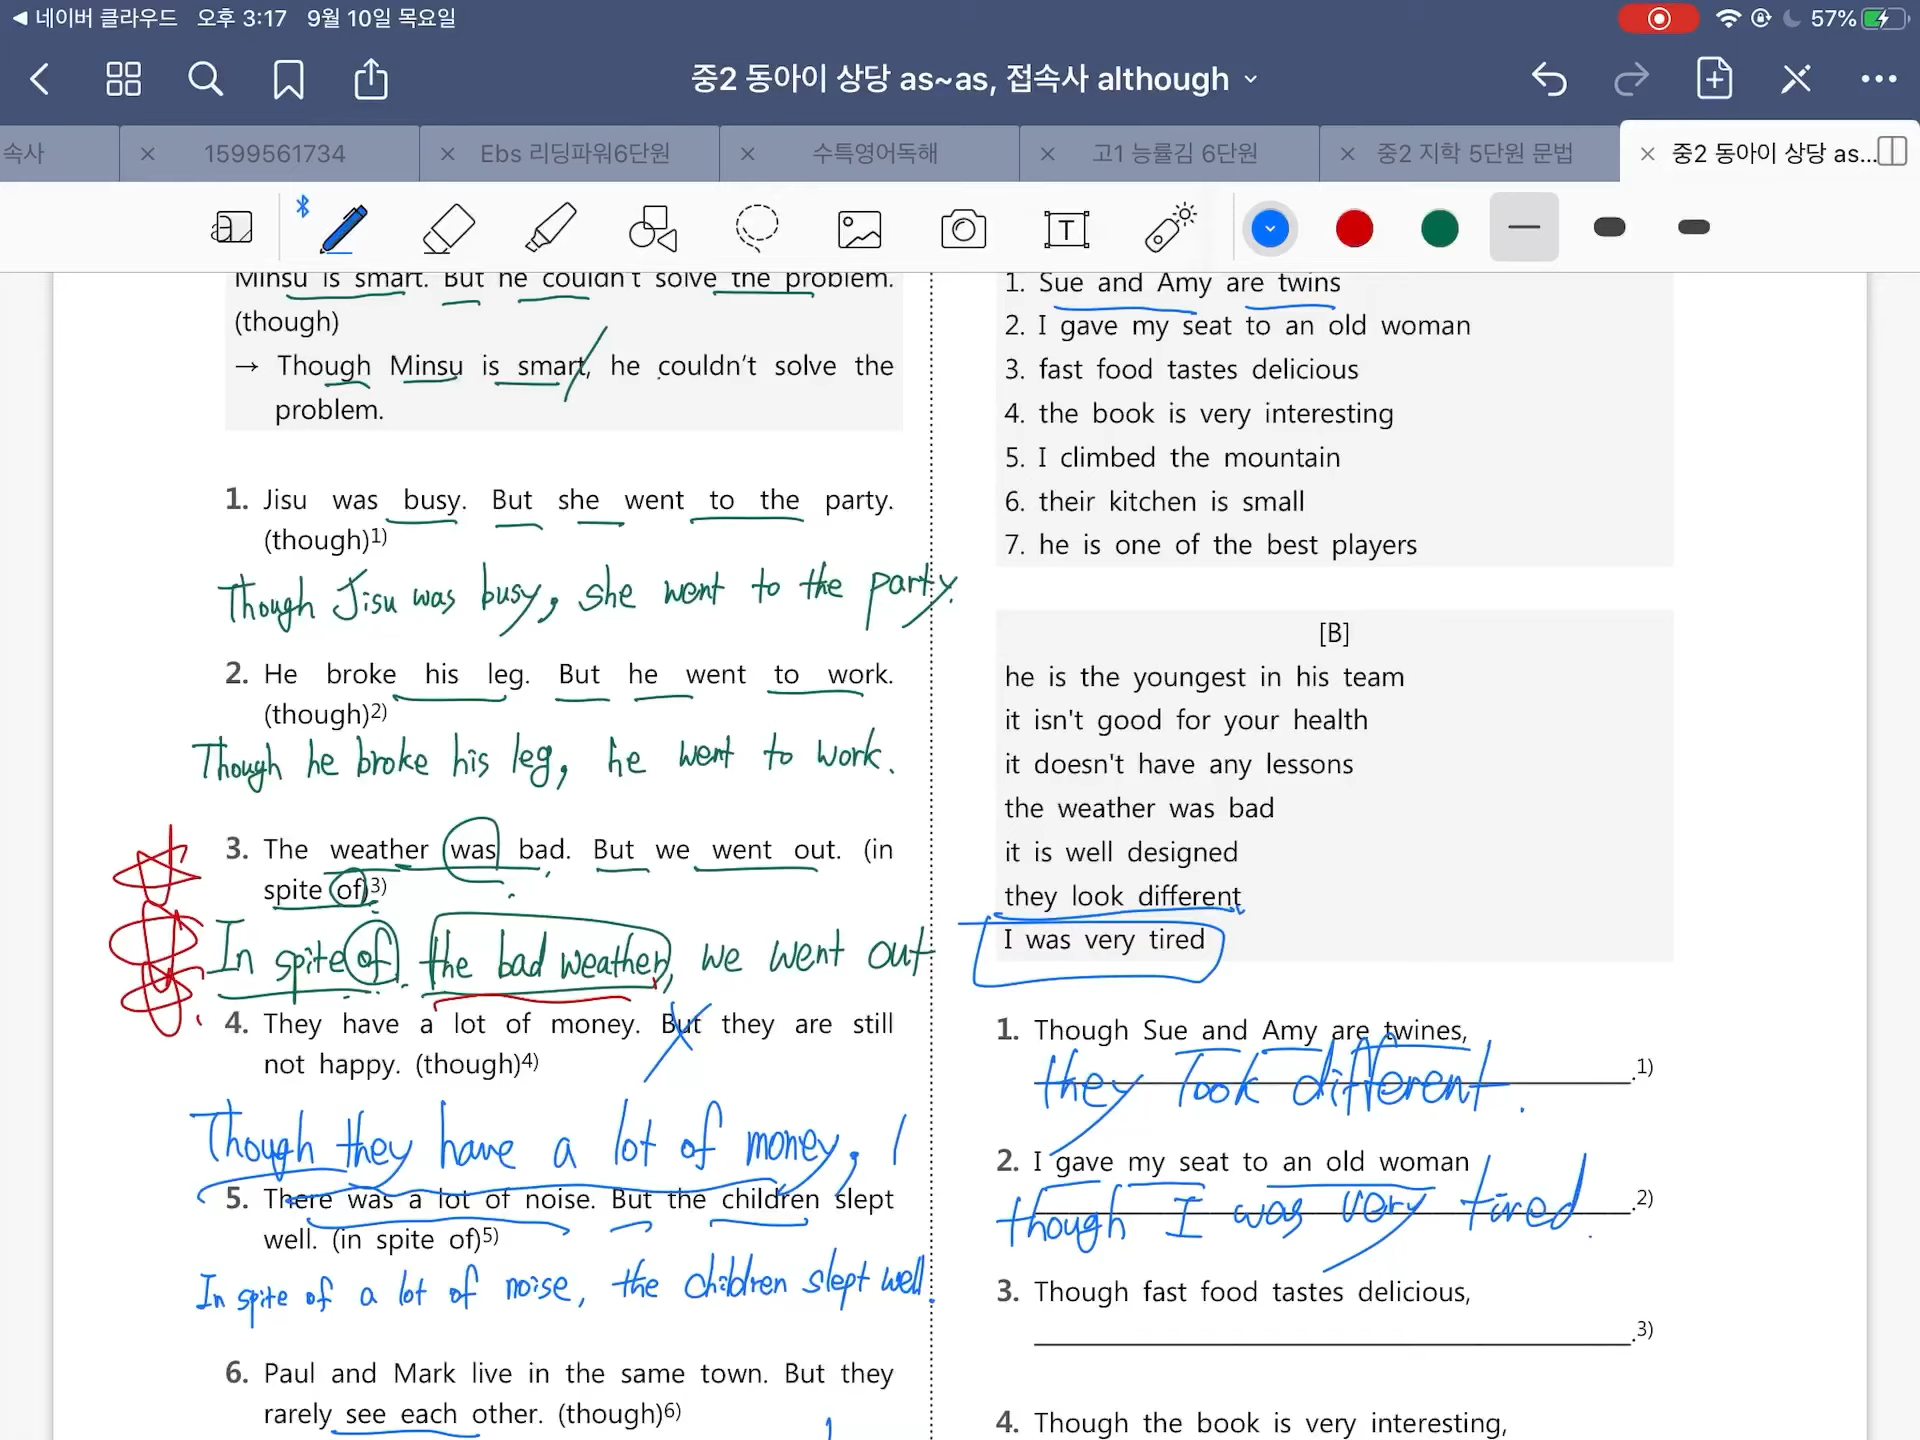 네이버 클라우드 오후 3:17 9월 10일 목요일 57%
중2 동아이 상당 as~as, 접속사 although
속사 1599561734 Ebs 리딩파워6단원 수특영어독해 고1 능률김 6단원 중2 지학 5단원 문법 중2 동아이 상당 as...
Minsu is smart. But he couldn't solve the problem.
(though)
→ Though Minsu is smart, he couldn't solve the
problem.
1. Jisu was busy. But she went to the party.
(though)1)
Though Jisu was busy, she went to the party.
2. He broke his leg. But he went to work.
(though)2)
Though he broke his leg, he went to work.
3. The weather was bad. But we went out. (in
spite of)3)
In spite of the bad weather, we went out
4. They have a lot of money. But they are still
not happy. (though)4)
Though they have a lot of money,
5. There was a lot of noise. But the children slept
well. (in spite of)5)
In spite of a lot of noise, the children slept well.
6. Paul and Mark live in the same town. But they
rarely see each other. (though)6)
1. Sue and Amy are twins
2. I gave my seat to an old woman
3. fast food tastes delicious
4. the book is very interesting
5. I climbed the mountain
6. their kitchen is small
7. he is one of the best players
[B]
he is the youngest in his team
it isn't good for your health
it doesn't have any lessons
the weather was bad
it is well designed
they look different
I was very tired
1. Though Sue and Amy are twines,
they look different. .1)
2. I gave my seat to an old woman
though I was very tired. .2)
3. Though fast food tastes delicious,
.3)
4. Though the book is very interesting,